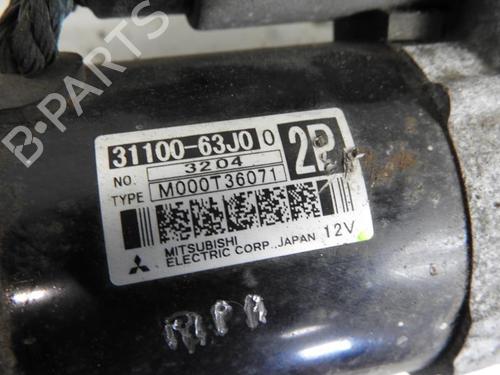 B-PARTS
31100-63J0 0
2P
NO. 3204
TYPE M000T36071
MITSUBISHI
ELECTRIC CORP., JAPAN 12V